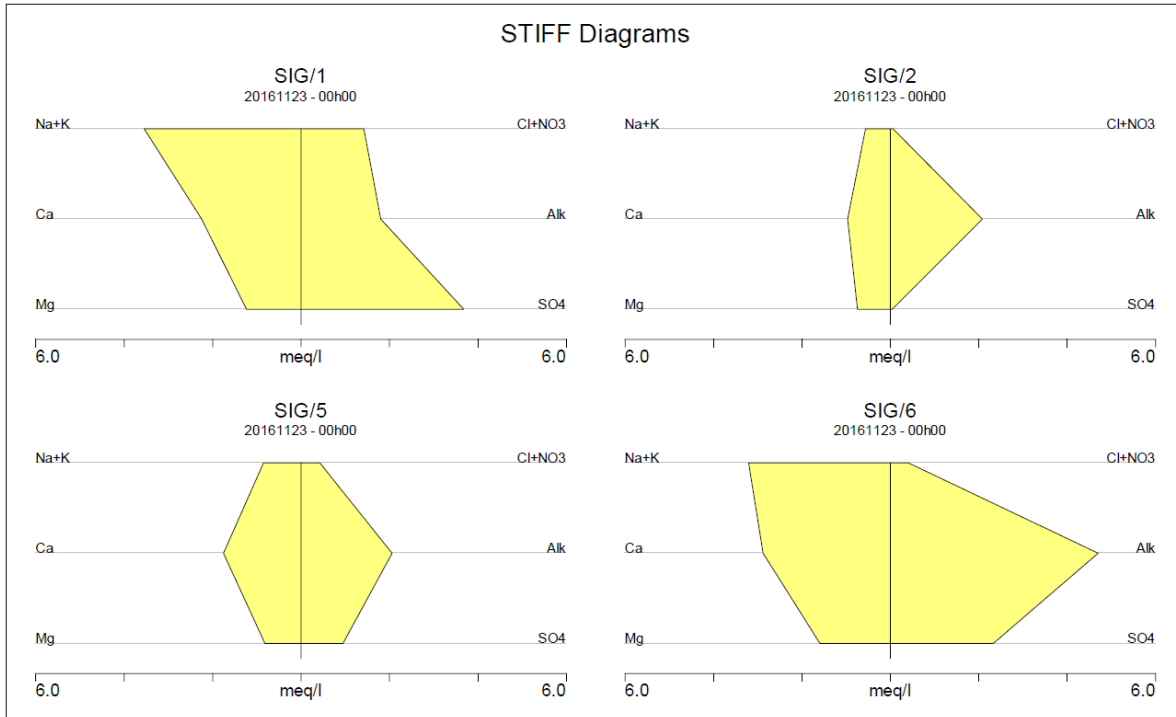 STIFF Diagrams
SIG/1
20161123 - 00h00
Na+K Cl+NO3
Ca Alk
Mg SO4
6.0 meq/l 6.0
SIG/2
20161123 - 00h00
Na+K Cl+NO3
Ca Alk
Mg SO4
6.0 meq/l 6.0
SIG/5
20161123 - 00h00
Na+K Cl+NO3
Ca Alk
Mg SO4
6.0 meq/l 6.0
SIG/6
20161123 - 00h00
Na+K Cl+NO3
Ca Alk
Mg SO4
6.0 meq/l 6.0